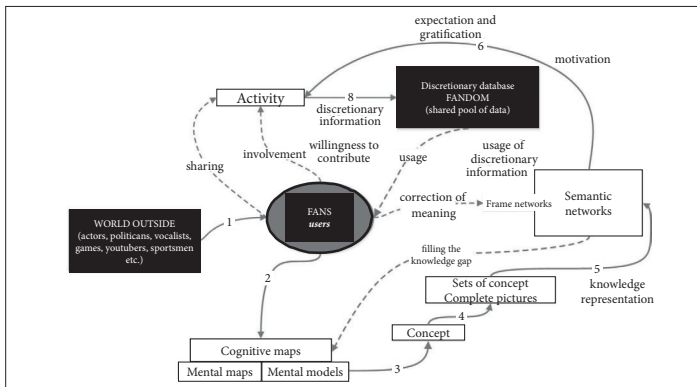 expectation and
gratification
6
motivation
Activity
8
discretionary
information
Discretionary database
FANDOM
(shared pool of data)
sharing
involvement
willingness to
contribute
usage
usage of
discretionary
information
WORLD OUTSIDE
(actors, politicans, vocalists,
games, youtubers, sportsmen
etc.)
1
FANS
users
correction of
meaning
Frame networks
Semantic
networks
2
filling the
knowledge gap
5
knowledge
representation
Sets of concept
Complete pictures
4
Concept
3
Cognitive maps
Mental maps
Mental models